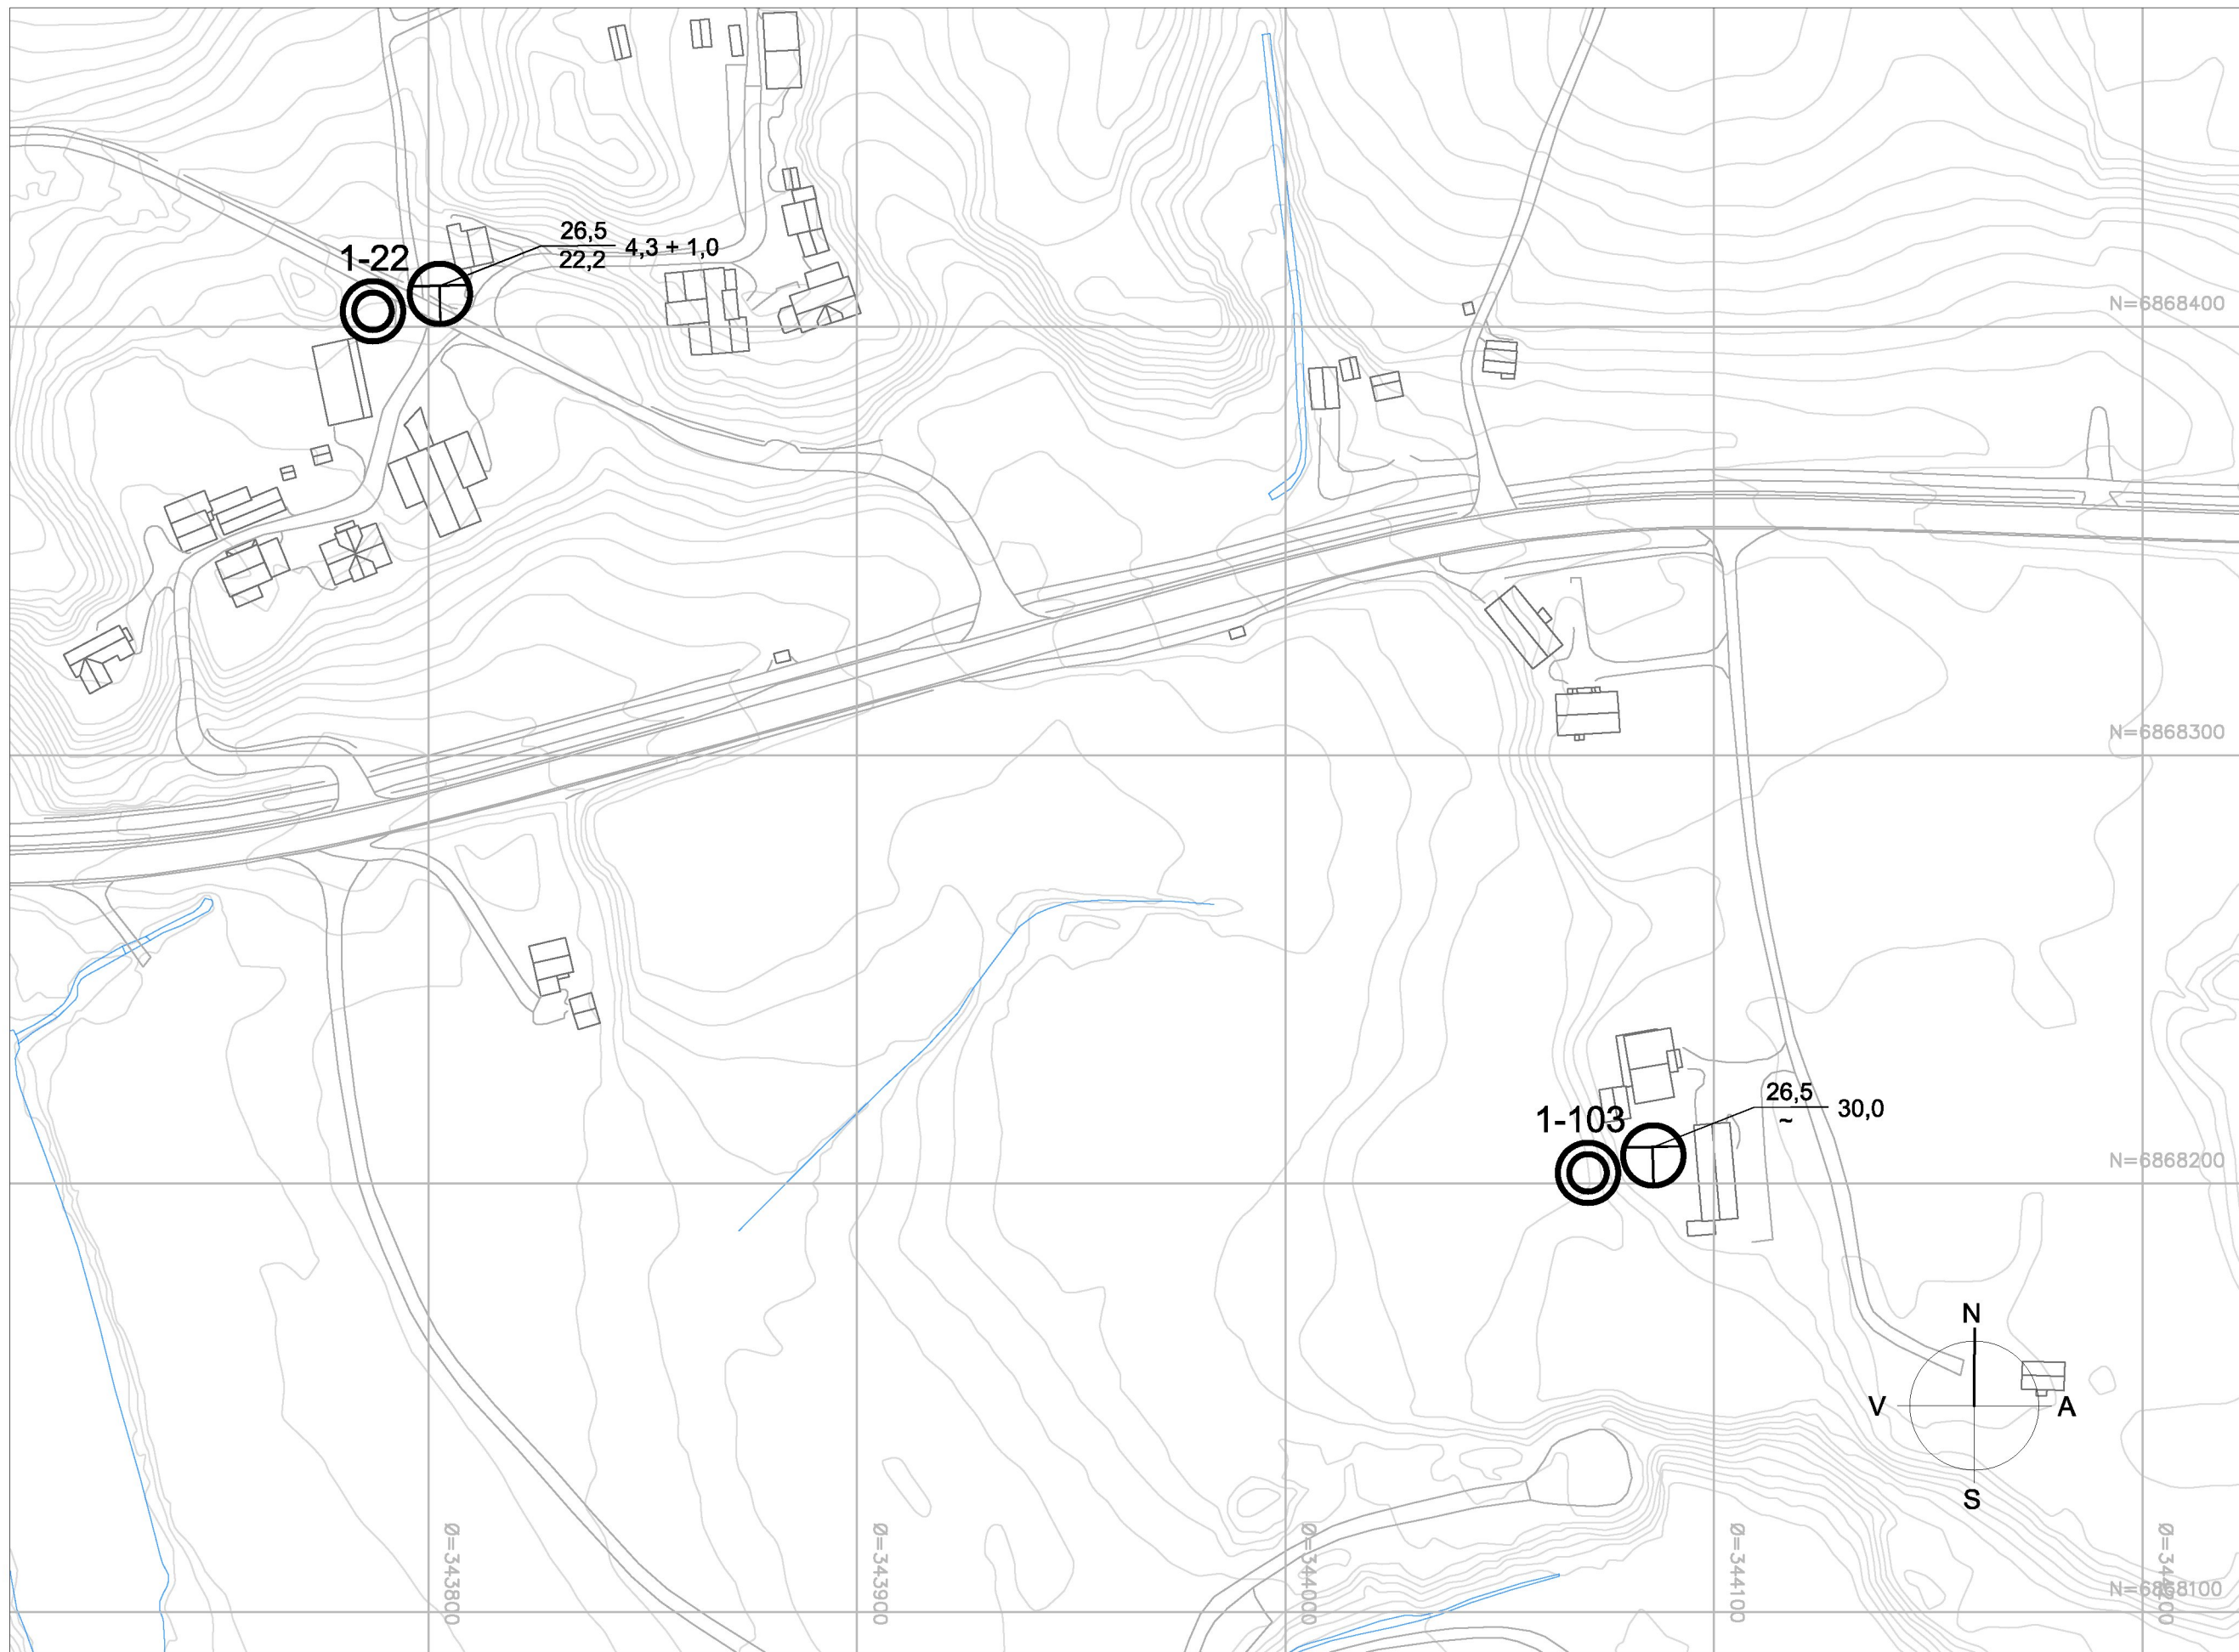 1-22
26,5
22,2
4,3 + 1,0
N=6868400
N=6868300
1-103
26,5
~
30,0
N=6868200
N
V
A
S
Ø=343800
Ø=343900
Ø=344000
Ø=344100
Ø=344200
N=6868100